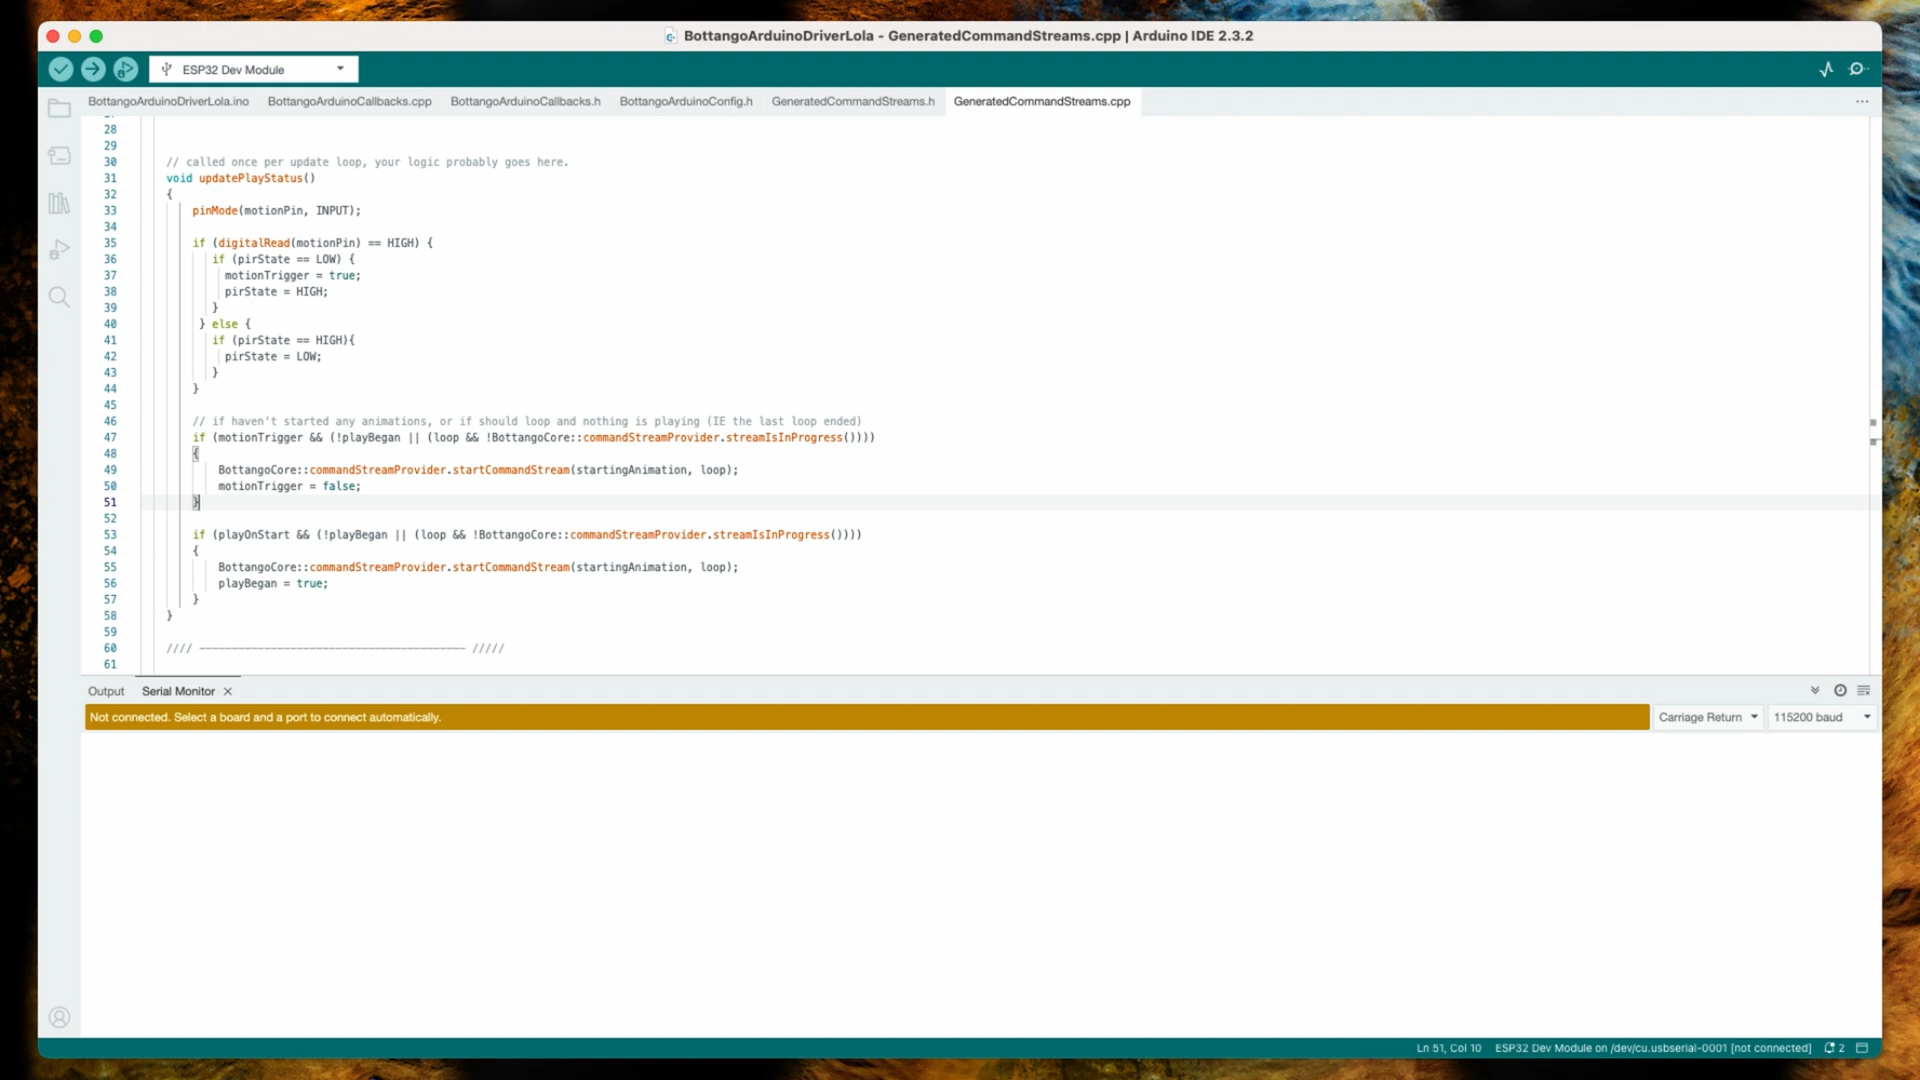 BottangoArduinoDriverLola - GeneratedCommandStreams.cpp | Arduino IDE 2.3.2
ESP32 Dev Module
BottangoArduinoDriverLola.ino BottangoArduinoCallbacks.cpp BottangoArduinoCallbacks.h BottangoArduinoConfig.h GeneratedCommandStreams.h GeneratedCommandStreams.cpp ...
28
29
30 // called once per update loop, your logic probably goes here.
31 void updatePlayStatus()
32 {
33 pinMode(motionPin, INPUT);
34
35 if (digitalRead(motionPin) == HIGH) {
36 if (pirState == LOW) {
37 motionTrigger = true;
38 pirState = HIGH;
39 }
40 } else {
41 if (pirState == HIGH){
42 pirState = LOW;
43 }
44 }
45
46 // if haven't started any animations, or if should loop and nothing is playing (IE the last loop ended)
47 if (motionTrigger && (!playBegan || (loop && !BottangoCore::commandStreamProvider.streamIsInProgress())))
48 {
49 BottangoCore::commandStreamProvider.startCommandStream(startingAnimation, loop);
50 motionTrigger = false;
51 }
52
53 if (playOnStart && (!playBegan || (loop && !BottangoCore::commandStreamProvider.streamIsInProgress())))
54 {
55 BottangoCore::commandStreamProvider.startCommandStream(startingAnimation, loop);
56 playBegan = true;
57 }
58 }
59
60 //// ----------------------------------------- /////
61
Output Serial Monitor
Not connected. Select a board and a port to connect automatically. Carriage Return 115200 baud
Ln 51, Col 10 ESP32 Dev Module on /dev/cu.usbserial-0001 [not connected] 2